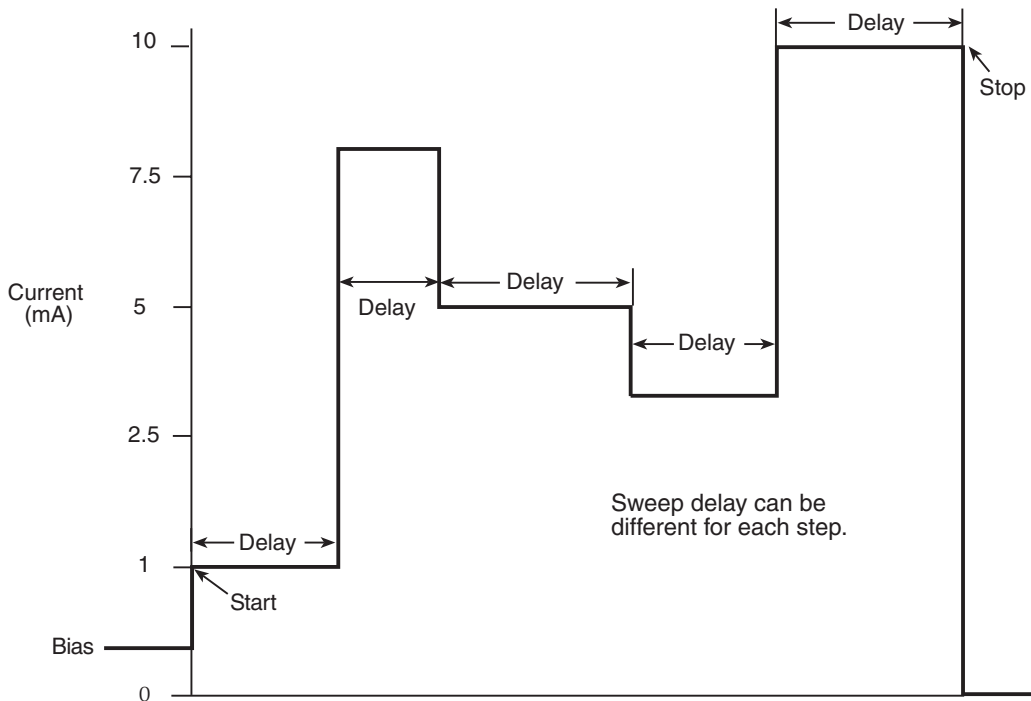 Delay
10
Stop
7.5
Delay
Delay
Current
(mA)
5
Delay
2.5
Sweep delay can be
different for each step.
Delay
1
Start
Bias
0